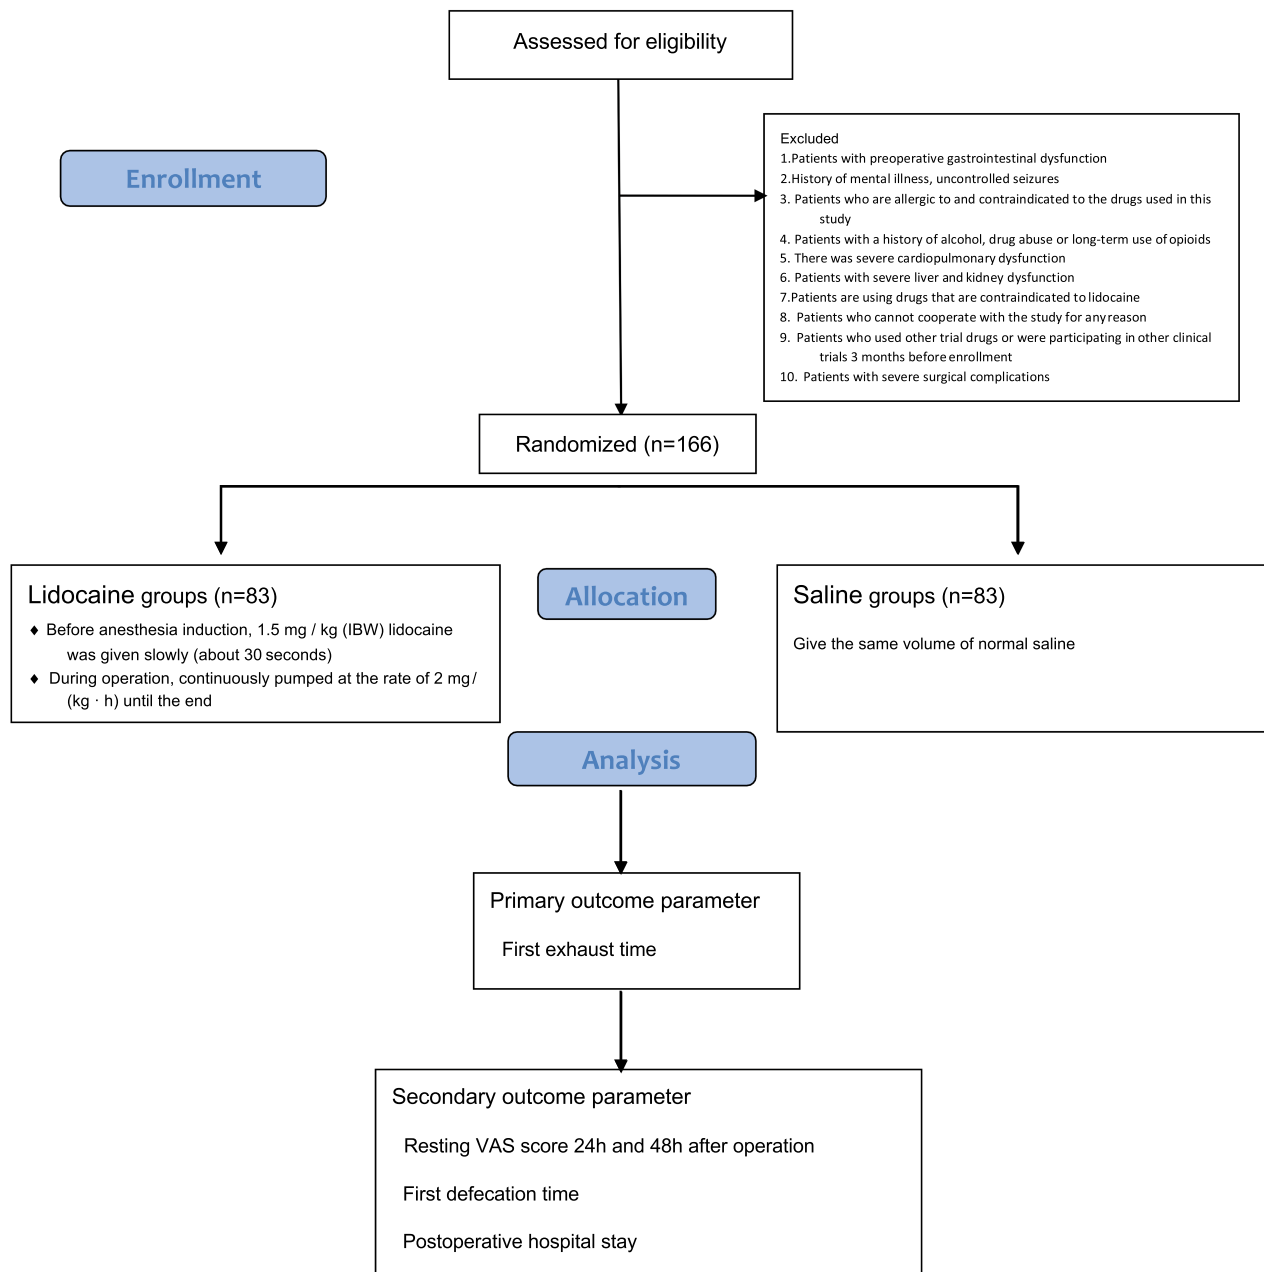 Assessed for eligibility
Enrollment
Excluded
1.Patients with preoperative gastrointestinal dysfunction
2.History of mental illness, uncontrolled seizures
3. Patients who are allergic to and contraindicated to the drugs used in this
study
4. Patients with a history of alcohol, drug abuse or long-term use of opioids
5. There was severe cardiopulmonary dysfunction
6. Patients with severe liver and kidney dysfunction
7.Patients are using drugs that are contraindicated to lidocaine
8. Patients who cannot cooperate with the study for any reason
9. Patients who used other trial drugs or were participating in other clinical
trials 3 months before enrollment
10. Patients with severe surgical complications
Randomized (n=166)
Lidocaine groups (n=83)
♦ Before anesthesia induction, 1.5 mg / kg (IBW) lidocaine
was given slowly (about 30 seconds)
♦ During operation, continuously pumped at the rate of 2 mg /
(kg · h) until the end
Allocation
Saline groups (n=83)
Give the same volume of normal saline
Analysis
Primary outcome parameter
First exhaust time
Secondary outcome parameter
Resting VAS score 24h and 48h after operation
First defecation time
Postoperative hospital stay